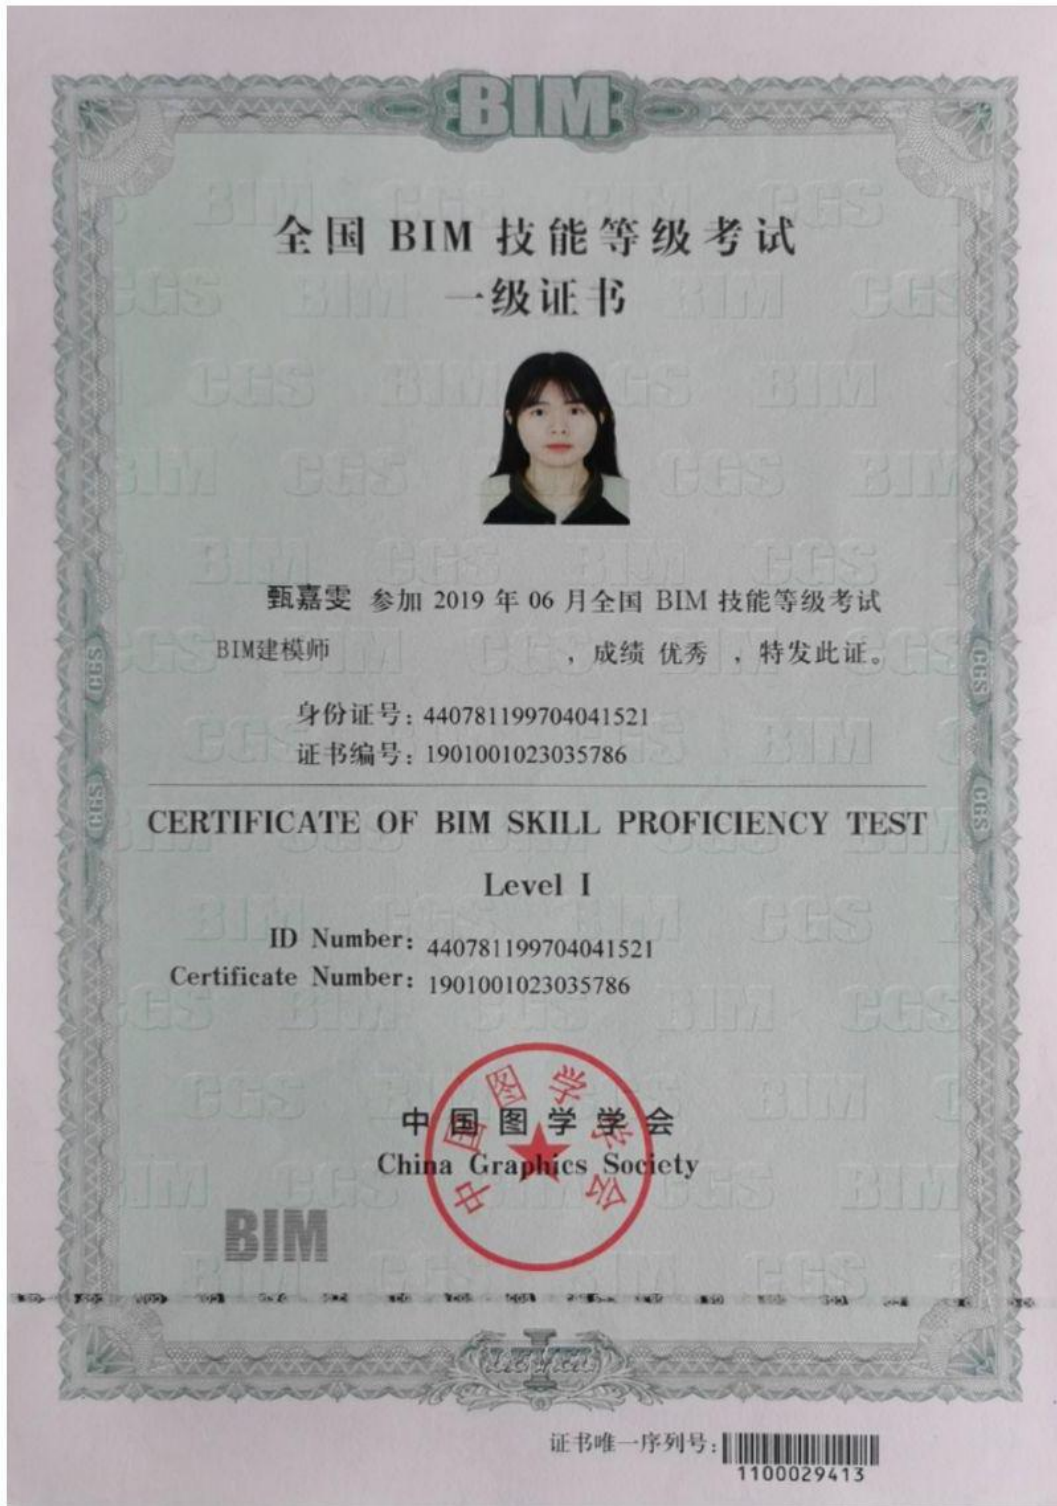 BIM
全国 BIM 技能等级考试
一级证书
甄嘉雯 参加 2019 年 06 月全国 BIM 技能等级考试
BIM建模师 ，成绩 优秀 ，特发此证。
身份证号：440781199704041521
证书编号：1901001023035786
CERTIFICATE OF BIM SKILL PROFICIENCY TEST
Level I
ID Number: 440781199704041521
Certificate Number: 1901001023035786
中国图学学会
China Graphics Society
中国图学学会
BIM
CGS
CGS
CGS
CGS
I
证书唯一序列号：
1100029413